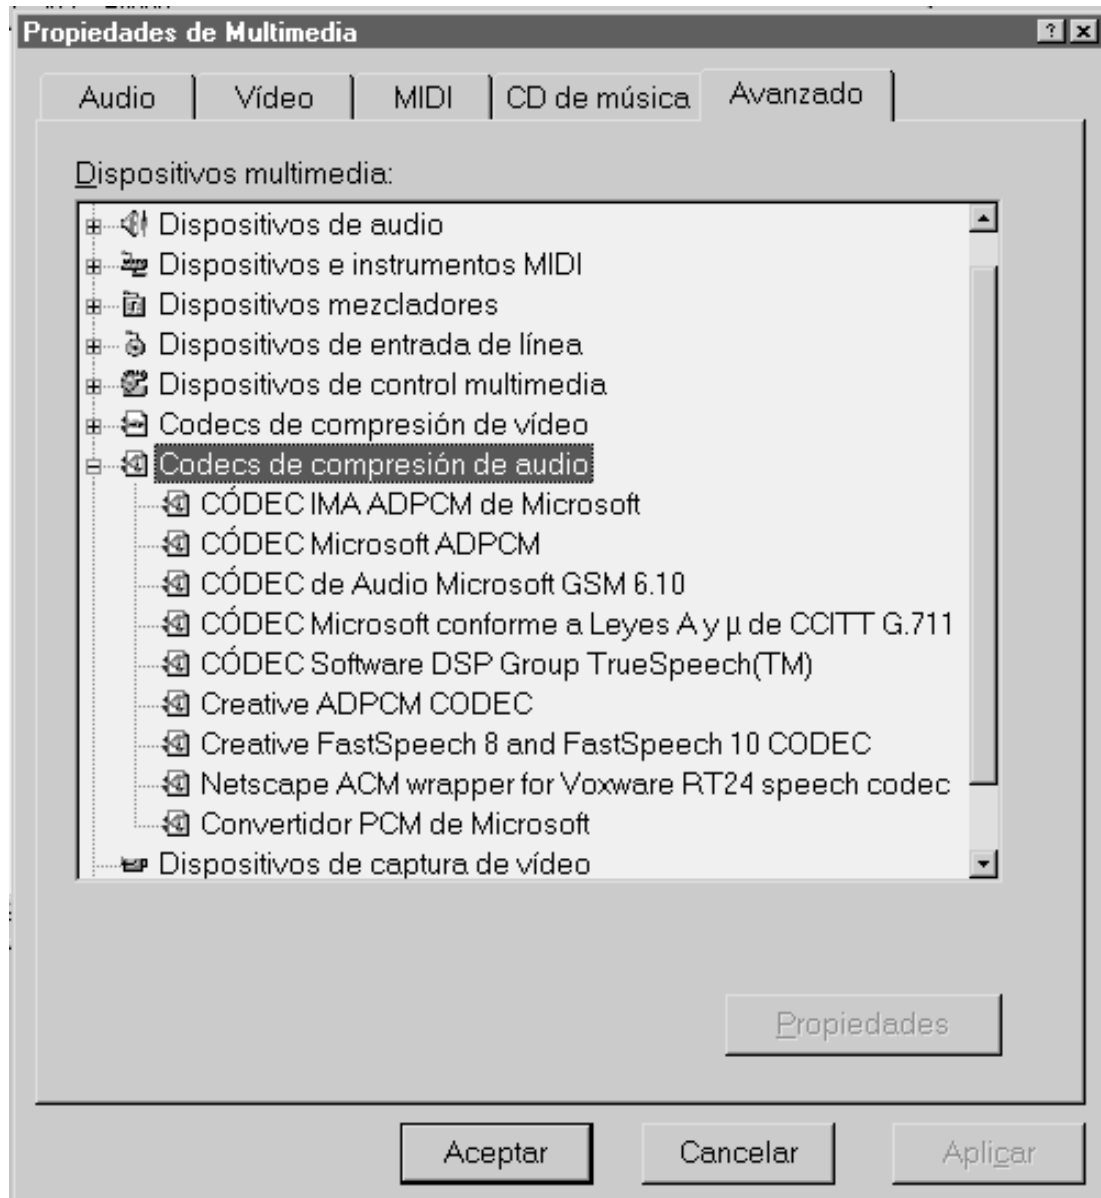 Propiedades de Multimedia
Audio Vídeo MIDI CD de música Avanzado
Dispositivos multimedia:
Dispositivos de audio
Dispositivos e instrumentos MIDI
Dispositivos mezcladores
Dispositivos de entrada de línea
Dispositivos de control multimedia
Codecs de compresión de vídeo
Codecs de compresión de audio
CÓDEC IMA ADPCM de Microsoft
CÓDEC Microsoft ADPCM
CÓDEC de Audio Microsoft GSM 6.10
CÓDEC Microsoft conforme a Leyes A y µ de CCITT G.711
CÓDEC Software DSP Group TrueSpeech(TM)
Creative ADPCM CODEC
Creative FastSpeech 8 and FastSpeech 10 CODEC
Netscape ACM wrapper for Voxware RT24 speech codec
Convertidor PCM de Microsoft
Dispositivos de captura de vídeo
Propiedades
Aceptar Cancelar Aplicar